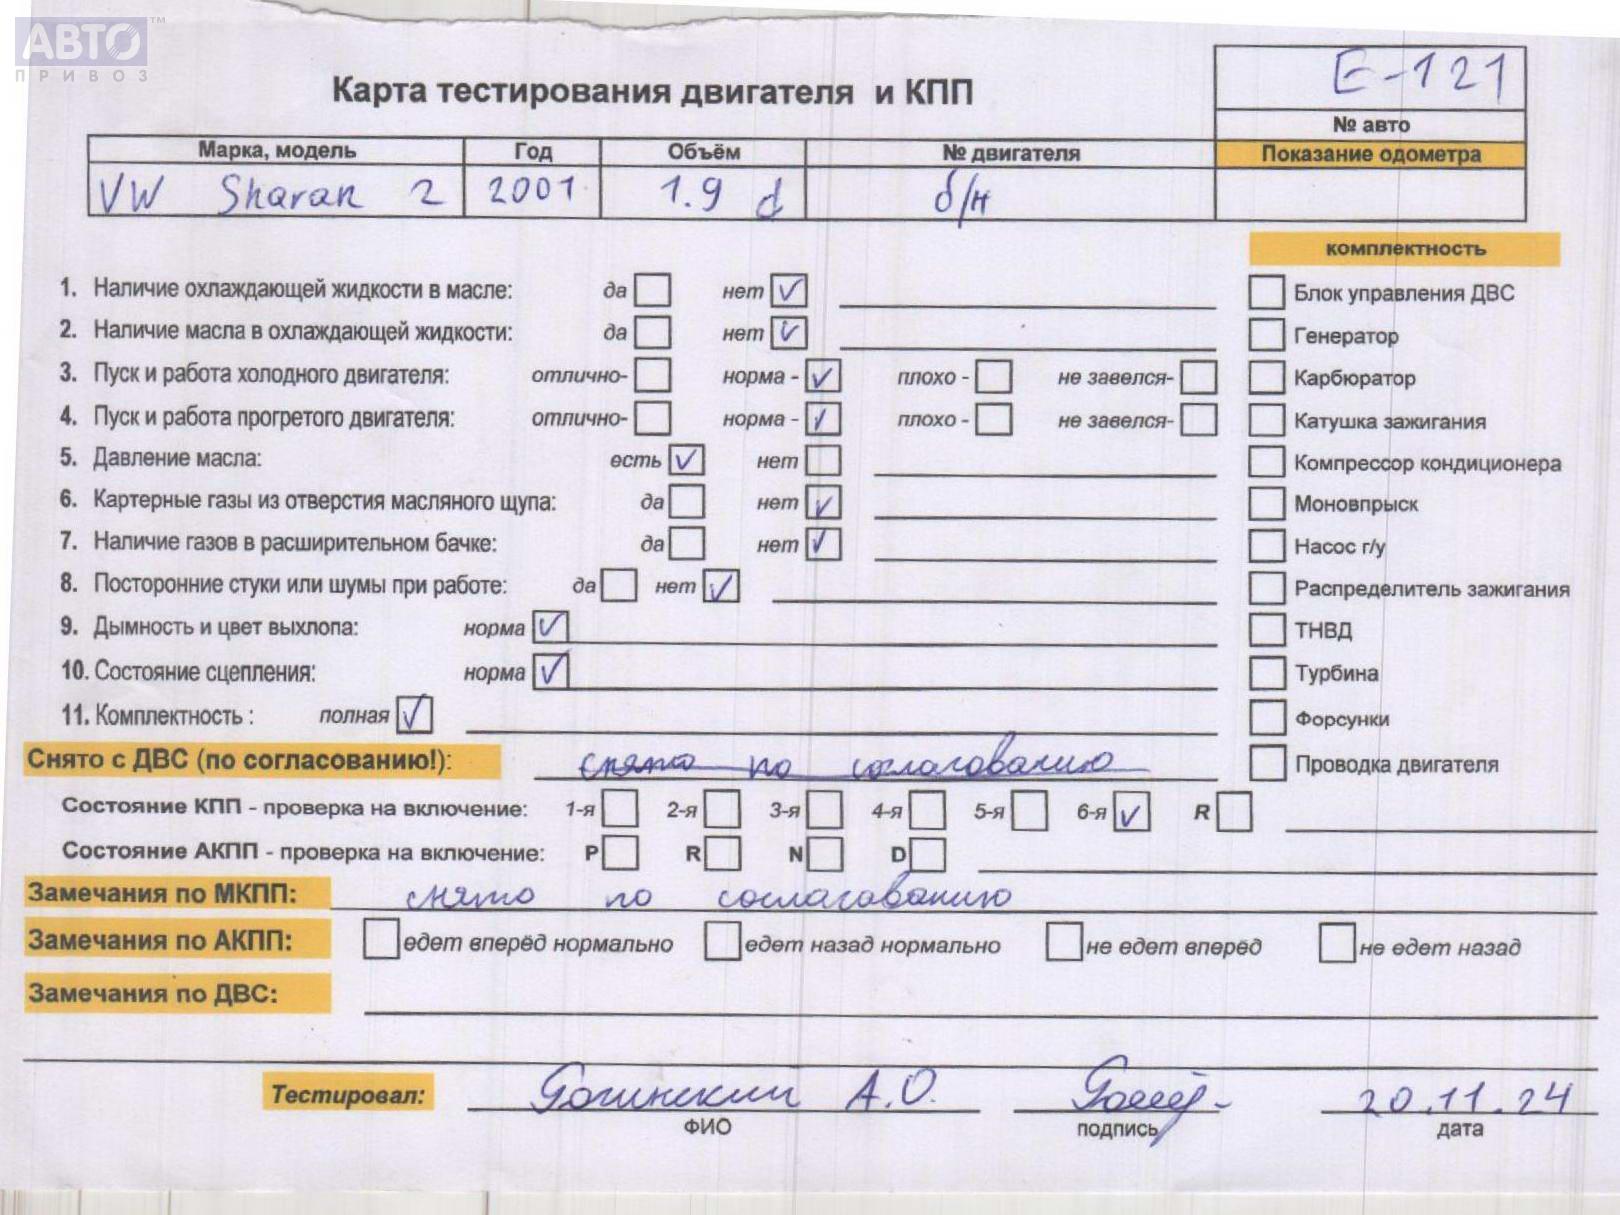 АВТО™
ПРИВОЗ
Карта тестирования двигателя и КПП
E-121
№ авто
Марка, модель Год Объём № двигателя Показание одометра
VW Sharan 2 2001 1.9 d б/н
комплектность
1. Наличие охлаждающей жидкости в масле: да нет Блок управления ДВС
2. Наличие масла в охлаждающей жидкости: да нет Генератор
3. Пуск и работа холодного двигателя: отлично- норма - плохо - не завелся- Карбюратор
4. Пуск и работа прогретого двигателя: отлично- норма - плохо - не завелся- Катушка зажигания
5. Давление масла: есть нет Компрессор кондиционера
6. Картерные газы из отверстия масляного щупа: да нет Моновпрыск
7. Наличие газов в расширительном бачке: да нет Насос г/у
8. Посторонние стуки или шумы при работе: да нет Распределитель зажигания
9. Дымность и цвет выхлопа: норма ТНВД
10. Состояние сцепления: норма Турбина
11. Комплектность : полная Форсунки
Снято с ДВС (по согласованию!): снято по согласованию Проводка двигателя
Состояние КПП - проверка на включение: 1-я 2-я 3-я 4-я 5-я 6-я R
Состояние АКПП - проверка на включение: P R N D
Замечания по МКПП: снято по согласованию
Замечания по АКПП: едет вперёд нормально едет назад нормально не едет вперёд не едет назад
Замечания по ДВС:
Тестировал: Рогинский А.О. 20.11.24
ФИО подпись дата